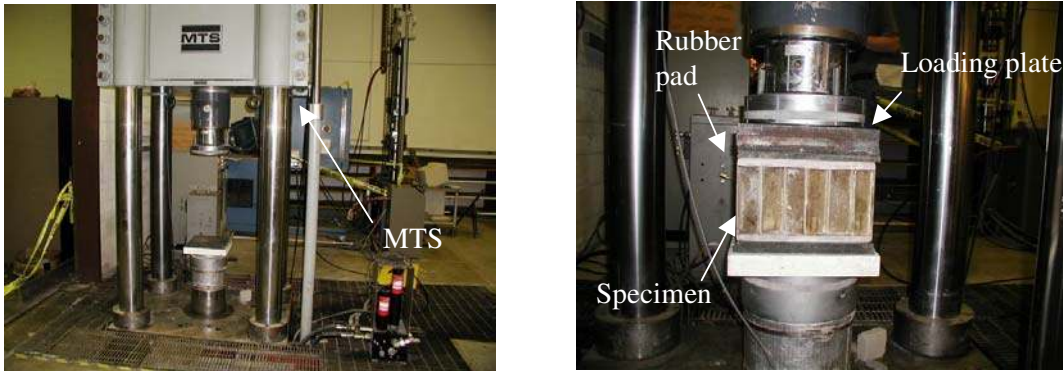 MTS
MTS
Rubber
pad
Loading plate
Specimen